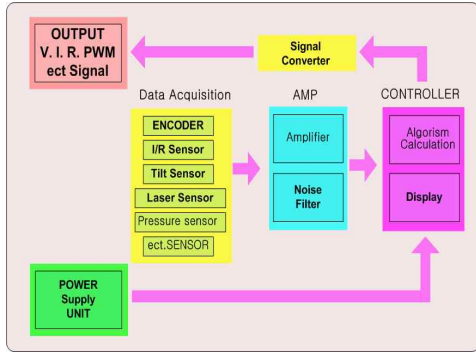 OUTPUT
V. I. R. PWM
ect Signal
Signal
Converter
Data Acquisition
AMP
CONTROLLER
ENCODER
I/R Sensor
Tilt Sensor
Laser Sensor
Pressure sensor
ect.SENSOR
Amplifier
Noise
Filter
Algorism
Calculation
Display
POWER
Supply
UNIT